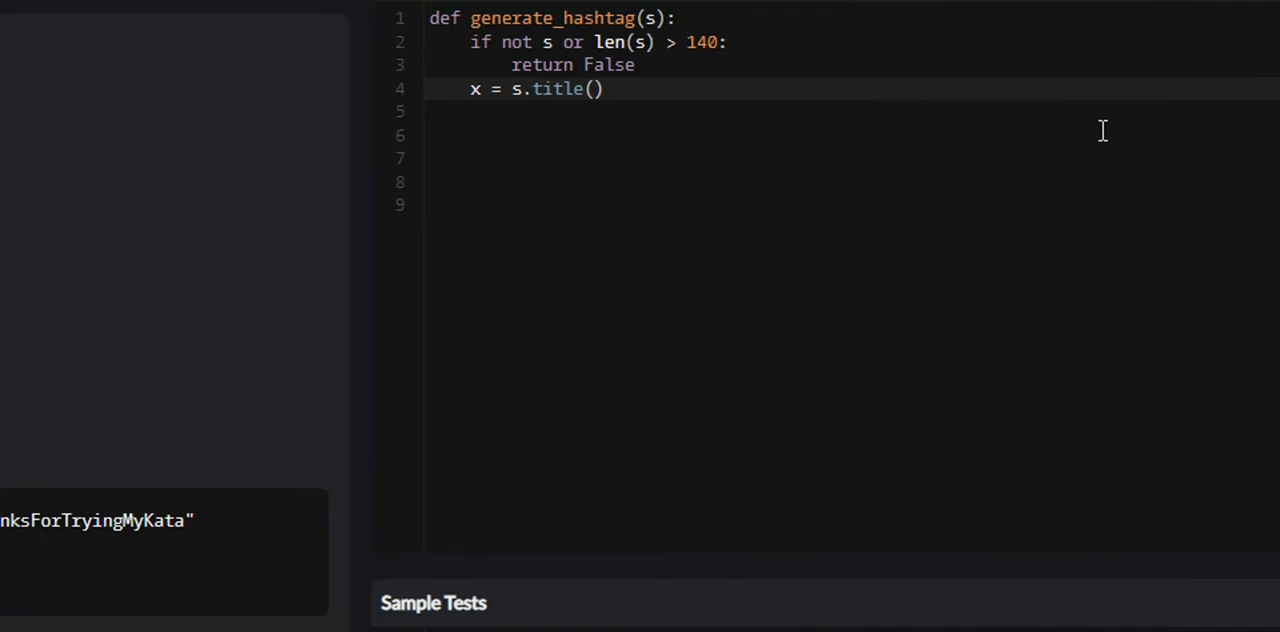 1 def generate_hashtag(s):
2     if not s or len(s) > 140:
3         return False
4     x = s.title()
5
6
7
8
9
nksForTryingMyKata"
Sample Tests